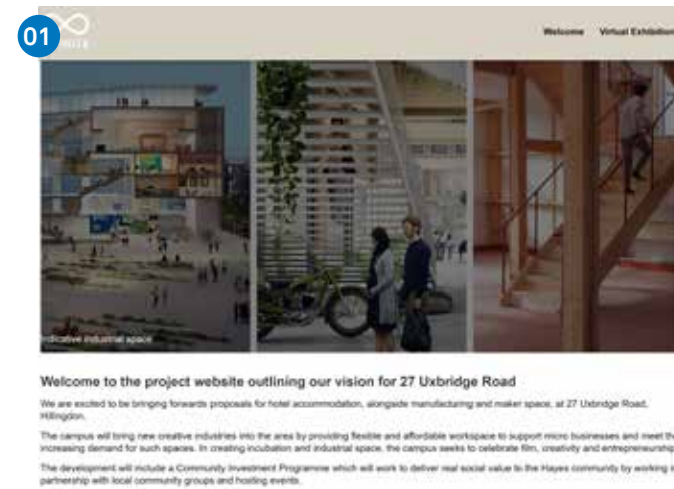 01
Welcome Virtual Exhibition
Indicative industrial space
Welcome to the project website outlining our vision for 27 Uxbridge Road
We are excited to be bringing forwards proposals for hotel accommodation, alongside manufacturing and maker space, at 27 Uxbridge Road,
Hillingdon.
The campus will bring new creative industries into the area by providing flexible and affordable workspace to support micro businesses and meet the
increasing demand for such spaces. In creating incubation and industrial space, the campus seeks to celebrate film, creativity and entrepreneurship
The development will include a Community Investment Programme which will work to deliver real social value to the Hayes community by working in
partnership with local community groups and hosting events.